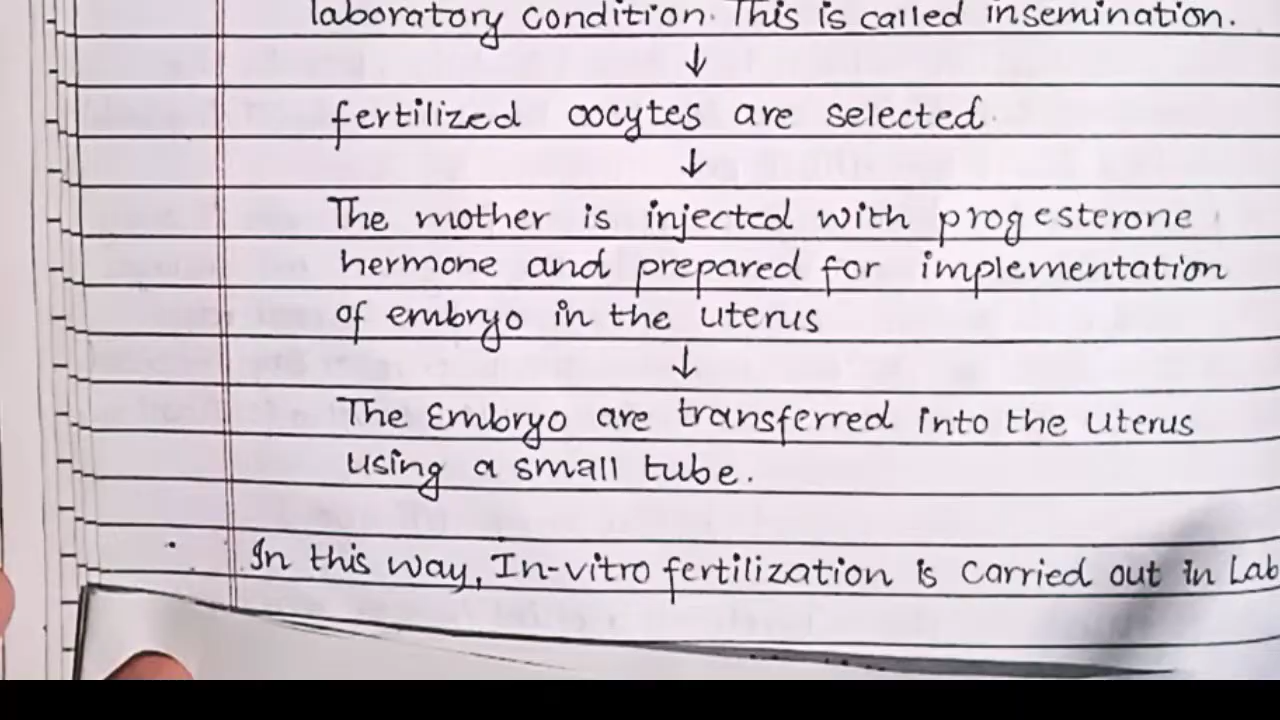 laboratory condition. This is called insemination.
↓
fertilized oocytes are selected.
↓
The mother is injected with progesterone
hermone and prepared for implementation
of embryo in the uterus
↓
The Embryo are transferred into the uterus
using a small tube.
In this way, In-vitro fertilization is carried out in Lab